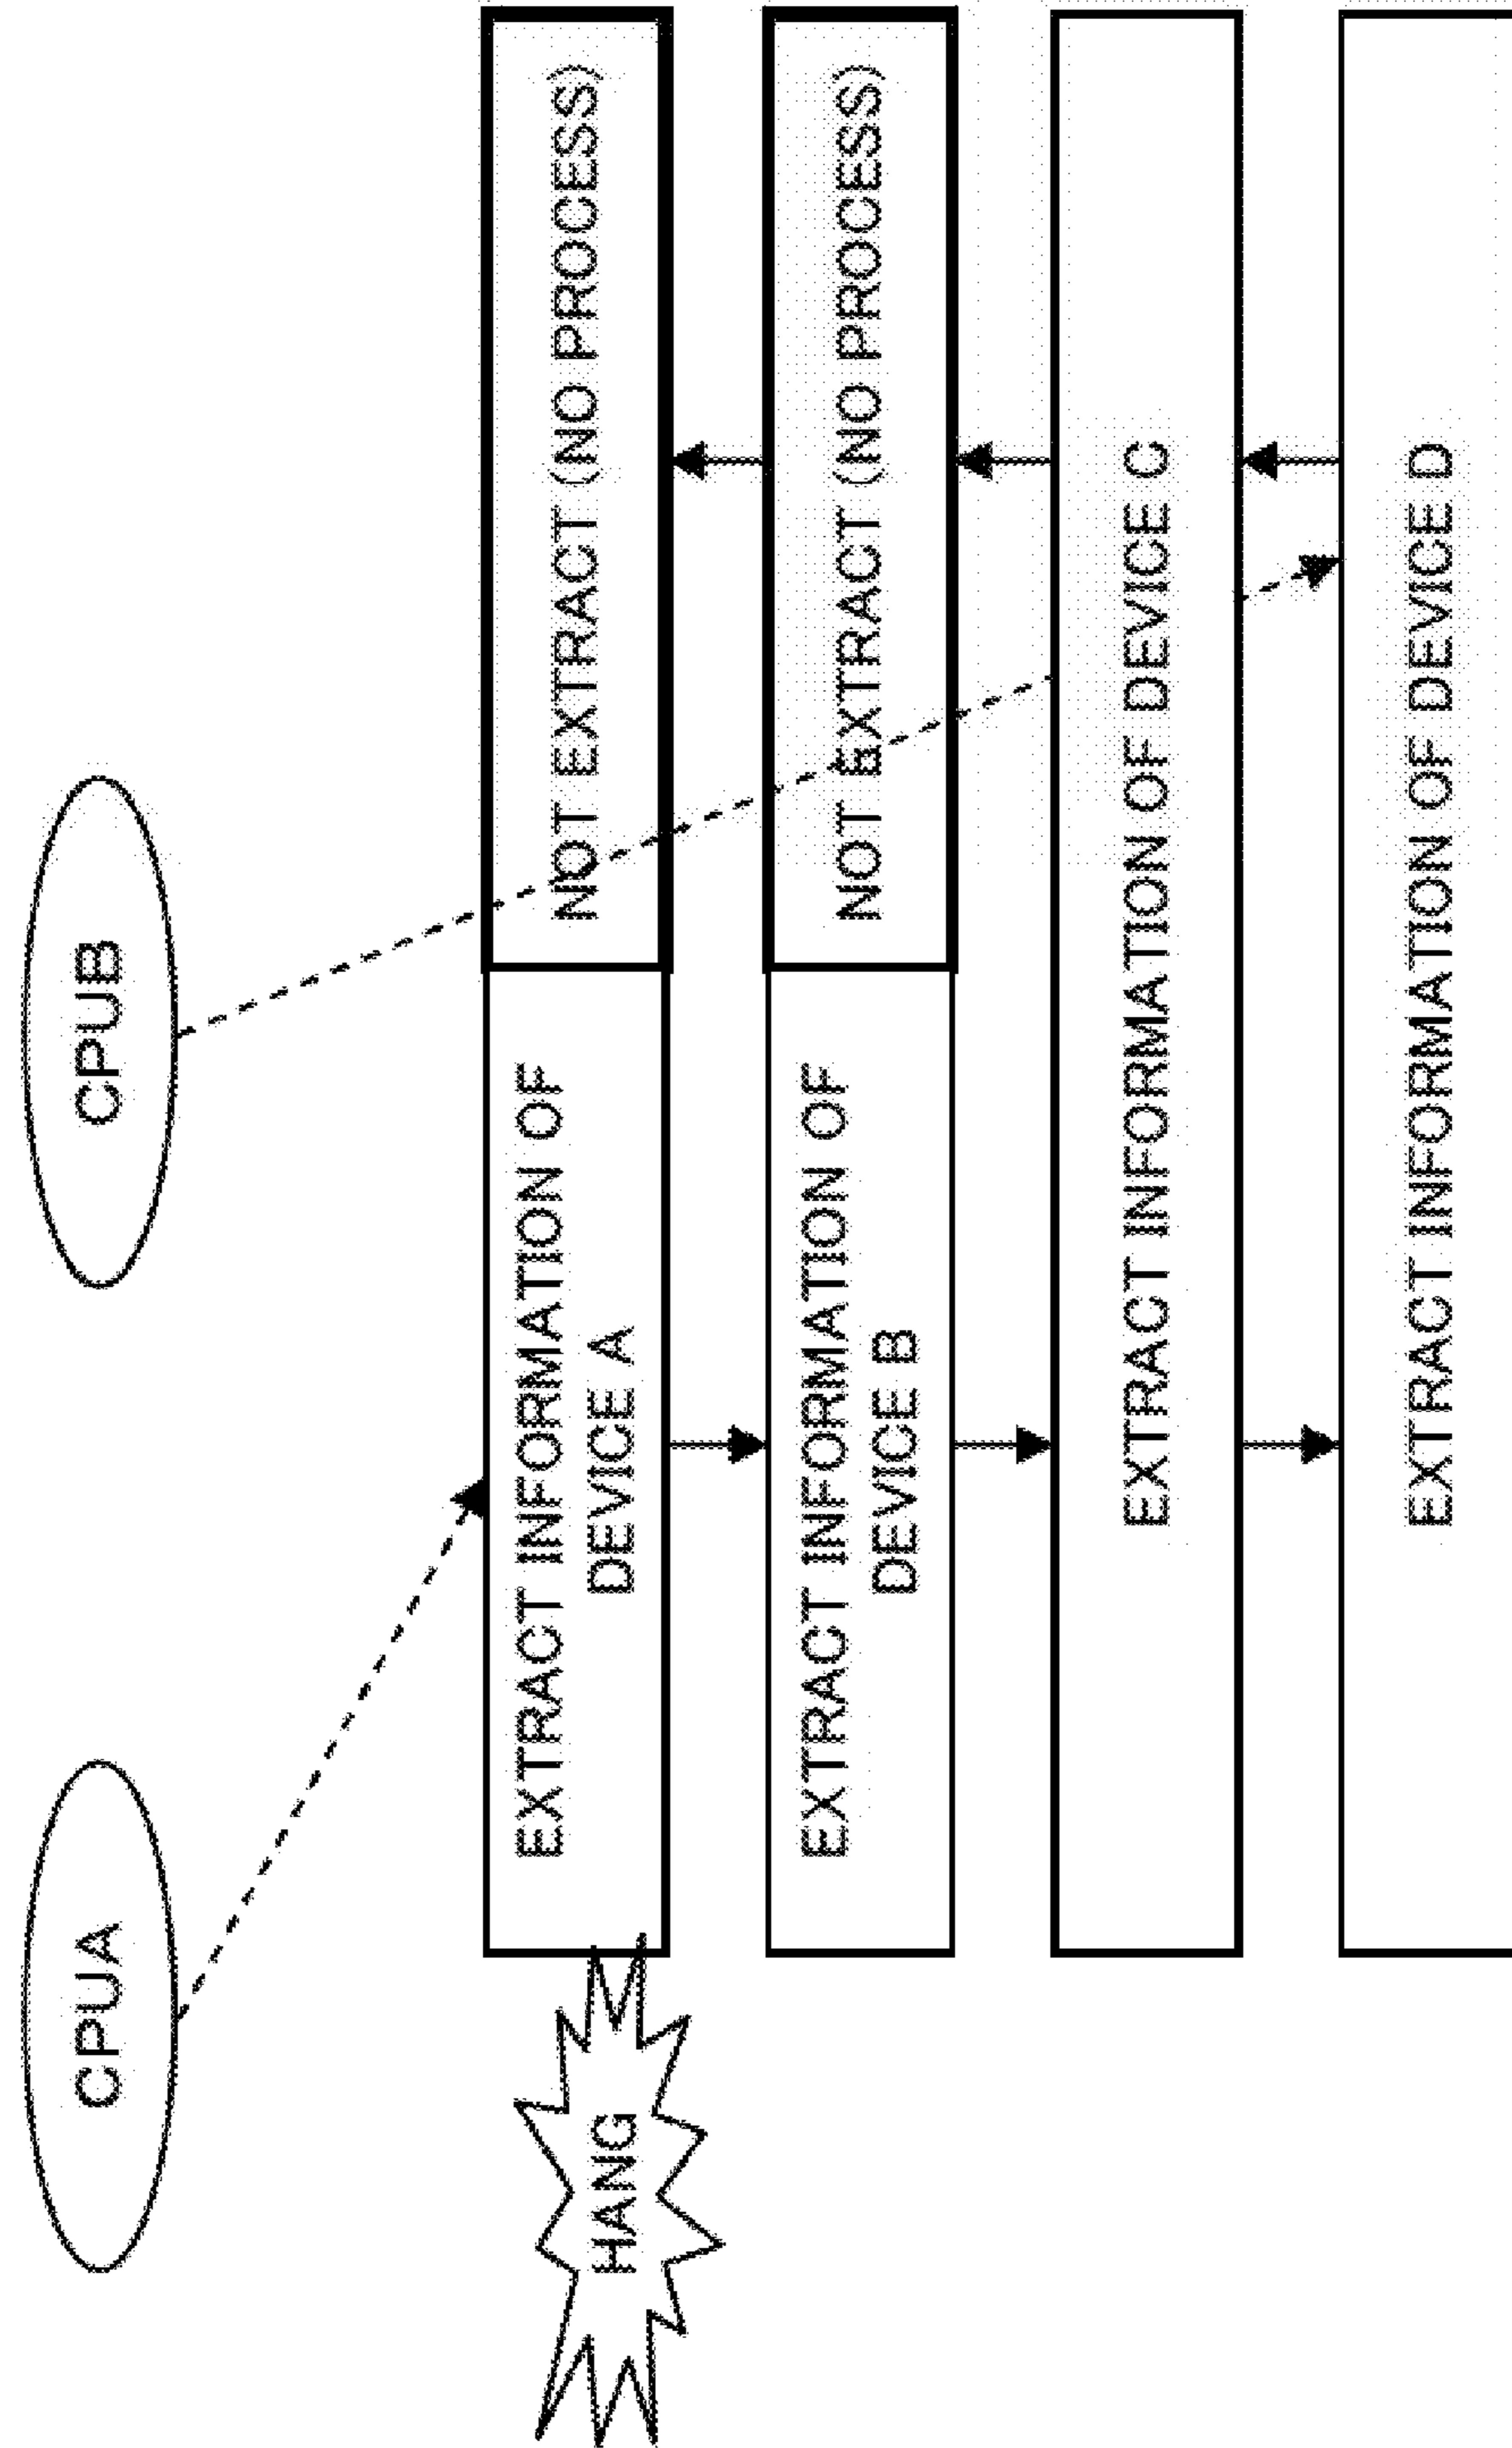 CPUA
CPUB
HANG
EXTRACT INFORMATION OF
DEVICE A
NOT EXTRACT (NO PROCESS)
EXTRACT INFORMATION OF
DEVICE B
NOT EXTRACT (NO PROCESS)
EXTRACT INFORMATION OF DEVICE C
EXTRACT INFORMATION OF DEVICE D